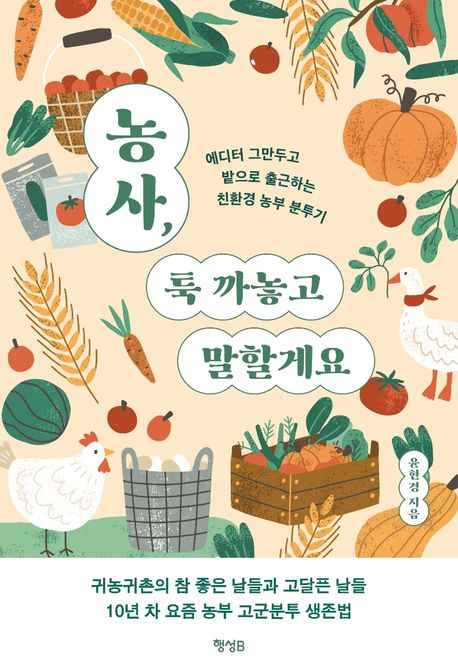 농
사,
에디터 그만두고
밭으로 출근하는
친환경 농부 분투기
툭 까놓고
말할게요
윤현경 지음
귀농귀촌의 참 좋은 날들과 고달픈 날들
10년 차 요즘 농부 고군분투 생존법
행성B